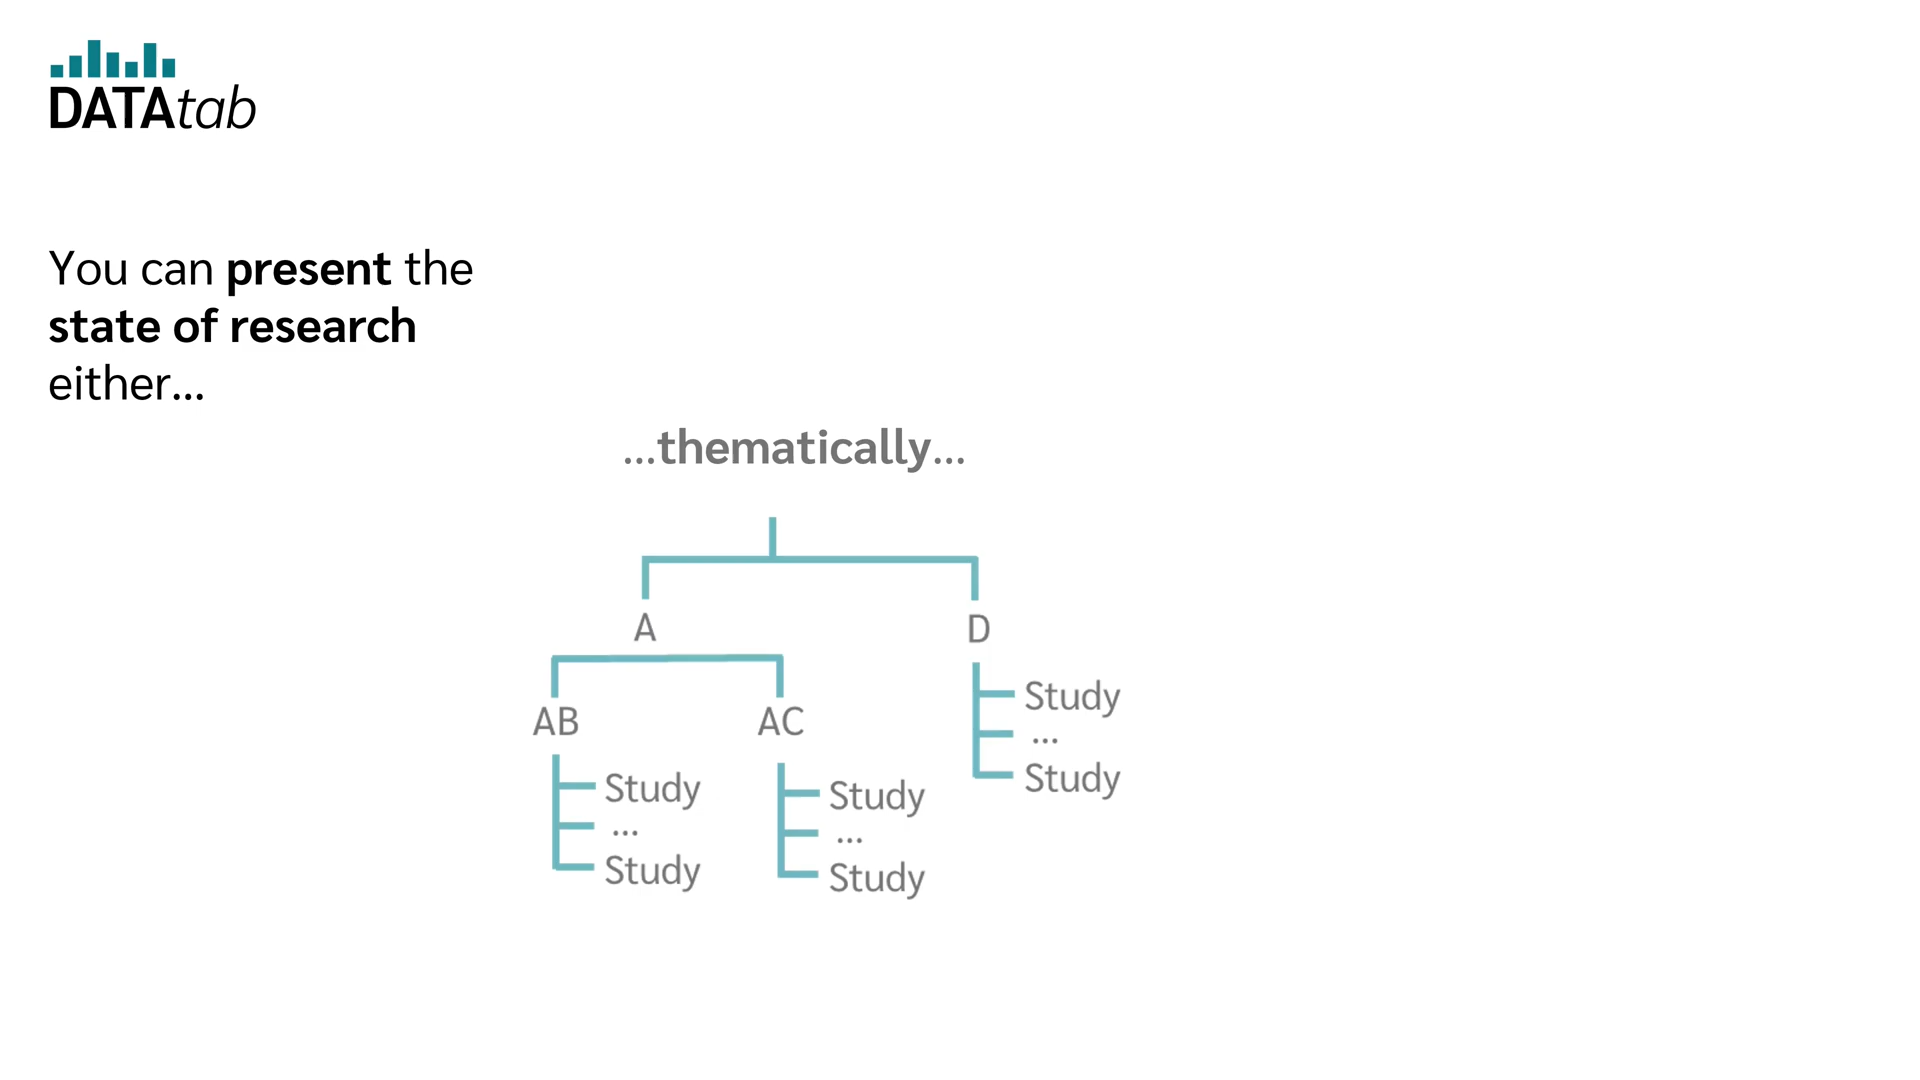 DATAtab
You can present the
state of research
either...
...thematically...
A
D
AB
AC
Study
...
Study
Study
...
Study
Study
...
Study